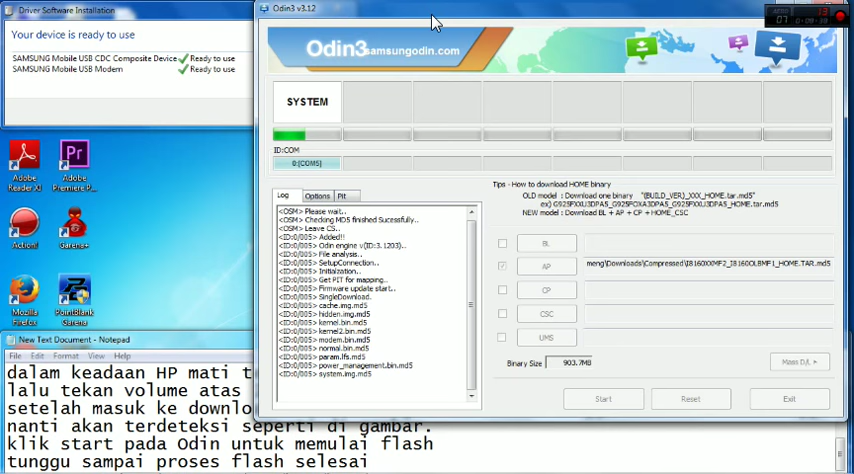 Driver Software Installation
Your device is ready to use
SAMSUNG Mobile USB CDC Composite Device Ready to use
SAMSUNG Mobile USB Modem Ready to use
Adobe Reader XI
Adobe Premiere P...
Action!
Garena+
Mozilla Firefox
PointBlank Garena
New Text Document - Notepad
File Edit Format View Help
dalam keadaan HP mati t
lalu tekan volume atas
setelah masuk ke downlo
nanti akan terdeteksi seperti di gambar.
klik start pada Odin untuk memulai flash
tunggu sampai proses flash selesai
Odin3 v3.12
Odin3 samsungodin.com
SYSTEM
ID:COM
0:[COM5]
Log Options Pit
<OSM> Please wait..
<OSM> Checking MD5 finished Sucessfully..
<OSM> Leave CS..
<ID:0/005> Added!!
<ID:0/005> Odin engine v(ID:3.1203)..
<ID:0/005> File analysis..
<ID:0/005> SetupConnection..
<ID:0/005> Initialization..
<ID:0/005> Get PIT for mapping..
<ID:0/005> Firmware update start..
<ID:0/005> SingleDownload.
<ID:0/005> cache.img.md5
<ID:0/005> hidden.img.md5
<ID:0/005> kernel.bin.md5
<ID:0/005> kernel2.bin.md5
<ID:0/005> modem.bin.md5
<ID:0/005> normal.bin.md5
<ID:0/005> param.lfs.md5
<ID:0/005> power_management.bin.md5
<ID:0/005> system.img.md5
Tips - How to download HOME binary
OLD model : Download one binary "(BUILD_VER)_XXX_HOME.tar.md5"
ex) G925FXXU3DPA5_G925FOXA3DPA5_G925FXXU3DPA5_HOME.tar.md5
NEW model : Download BL + AP + CP + HOME_CSC
BL
AP meng\Downloads\Compressed\I8160XXMF2_I8160OLBMF1_HOME.TAR.md5
CP
CSC
UMS
Binary Size 903.7MB
Mass D/L >
Start Reset Exit